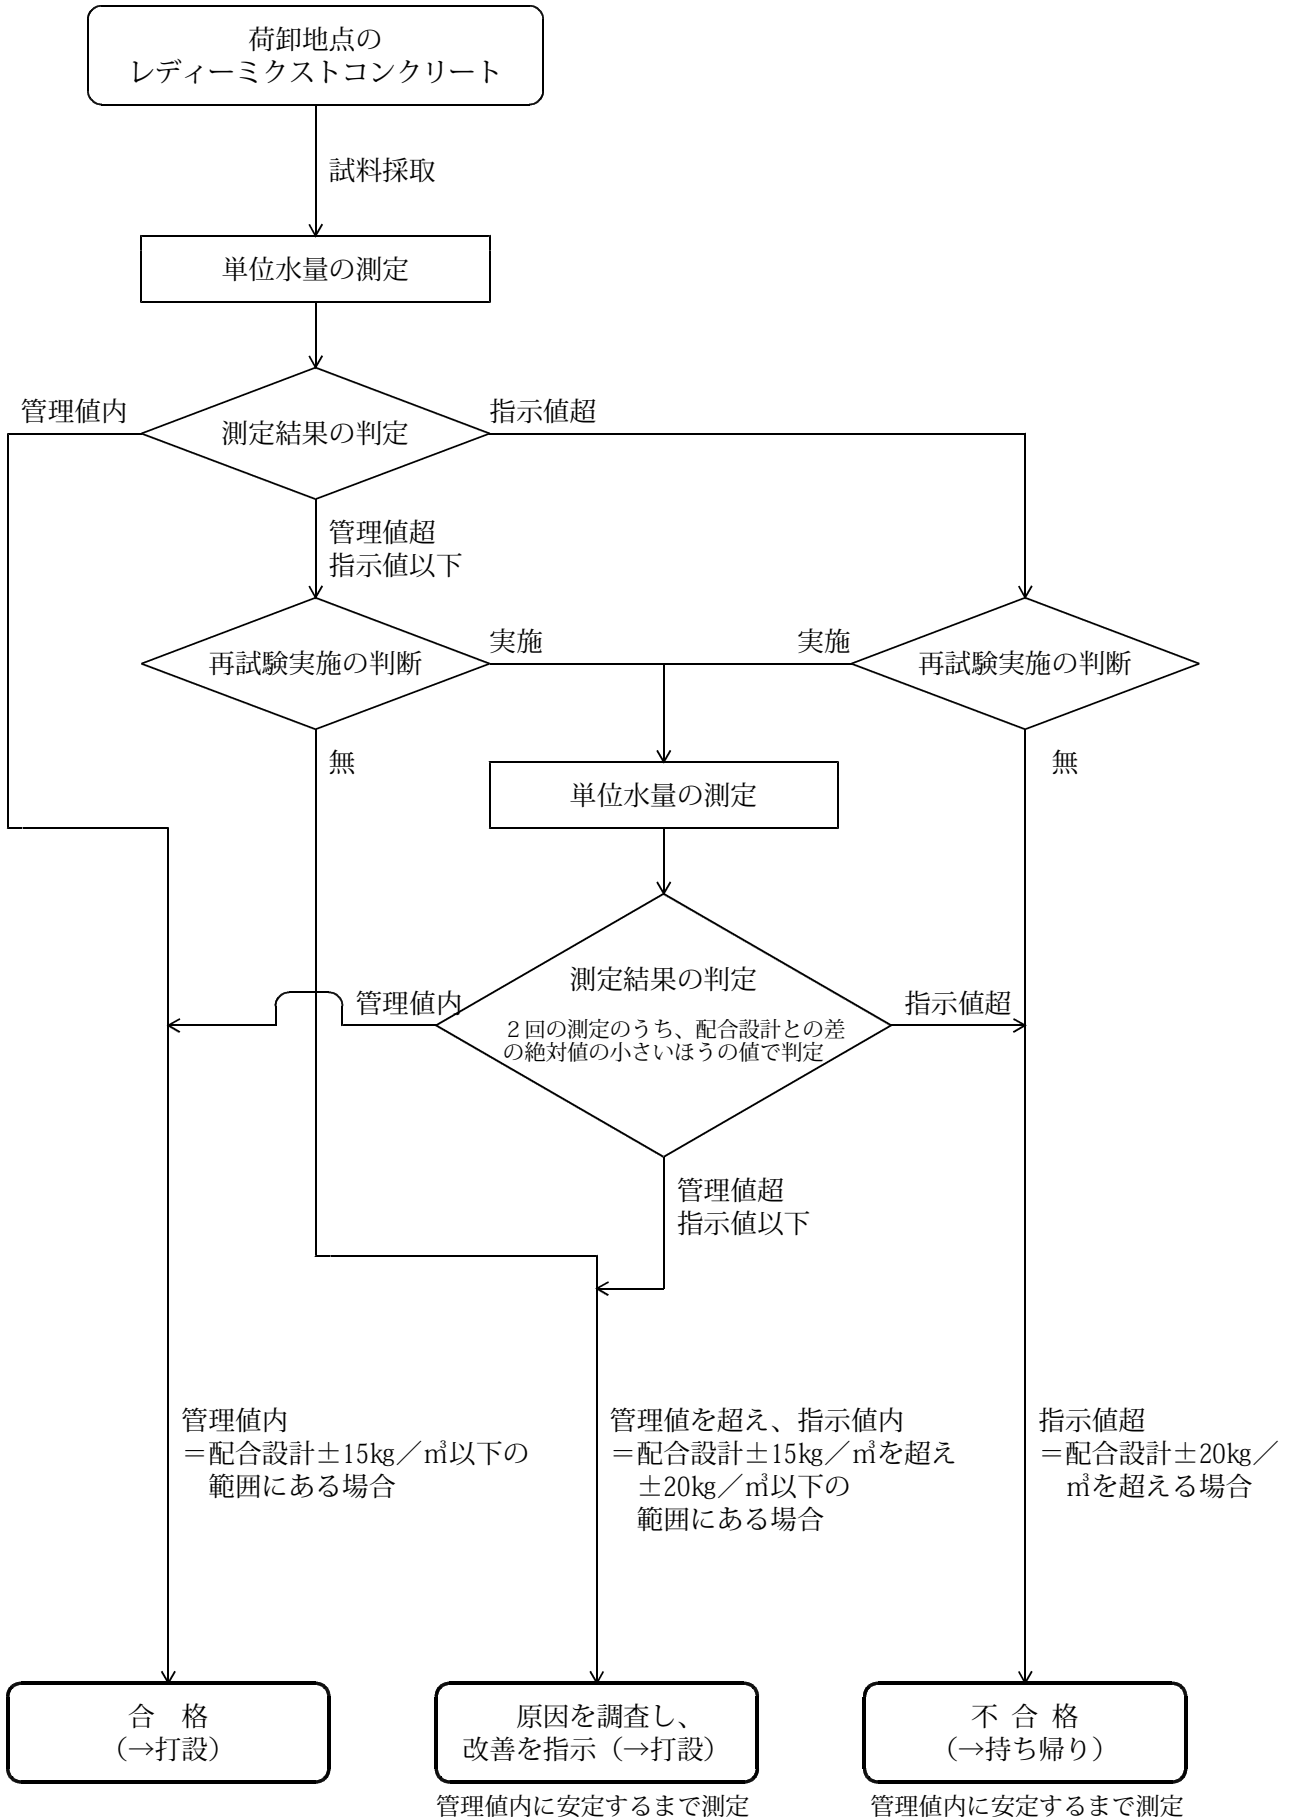 荷卸地点の
レディーミクストコンクリート
試料採取
単位水量の測定
管理値内
測定結果の判定
指示値超
管理値超
指示値以下
再試験実施の判断
実施
実施
再試験実施の判断
無
無
単位水量の測定
測定結果の判定
2回の測定のうち、配合設計との差
の絶対値の小さいほうの値で判定
管理値内
指示値超
管理値超
指示値以下
管理値内
＝配合設計±15㎏／㎥以下の
範囲にある場合
管理値を超え、指示値内
＝配合設計±15㎏／㎥を超え
±20㎏／㎥以下の
範囲にある場合
指示値超
＝配合設計±20㎏／
㎥を超える場合
合　格
（→打設）
原因を調査し、
改善を指示（→打設）
不 合 格
（→持ち帰り）
管理値内に安定するまで測定
管理値内に安定するまで測定